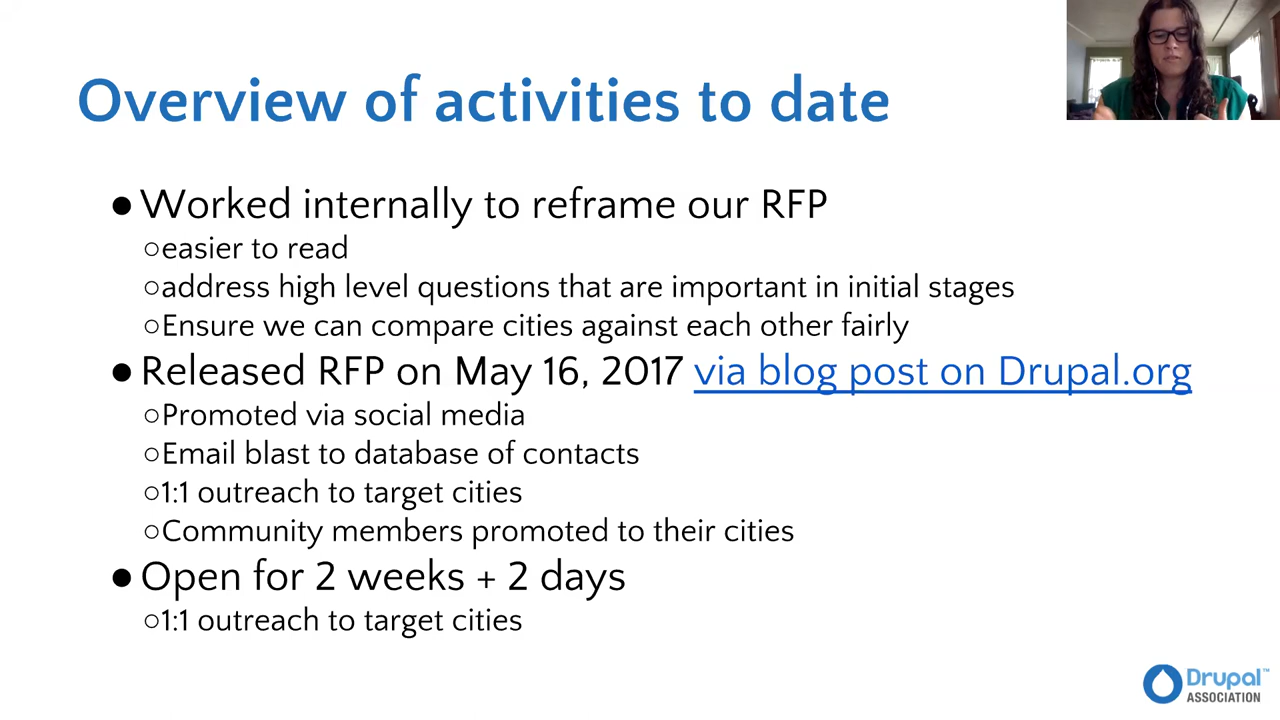 Overview of activities to date
●Worked internally to reframe our RFP
○easier to read
○address high level questions that are important in initial stages
○Ensure we can compare cities against each other fairly
●Released RFP on May 16, 2017 via blog post on Drupal.org
○Promoted via social media
○Email blast to database of contacts
○1:1 outreach to target cities
○Community members promoted to their cities
●Open for 2 weeks + 2 days
○1:1 outreach to target cities
Drupal™
ASSOCIATION